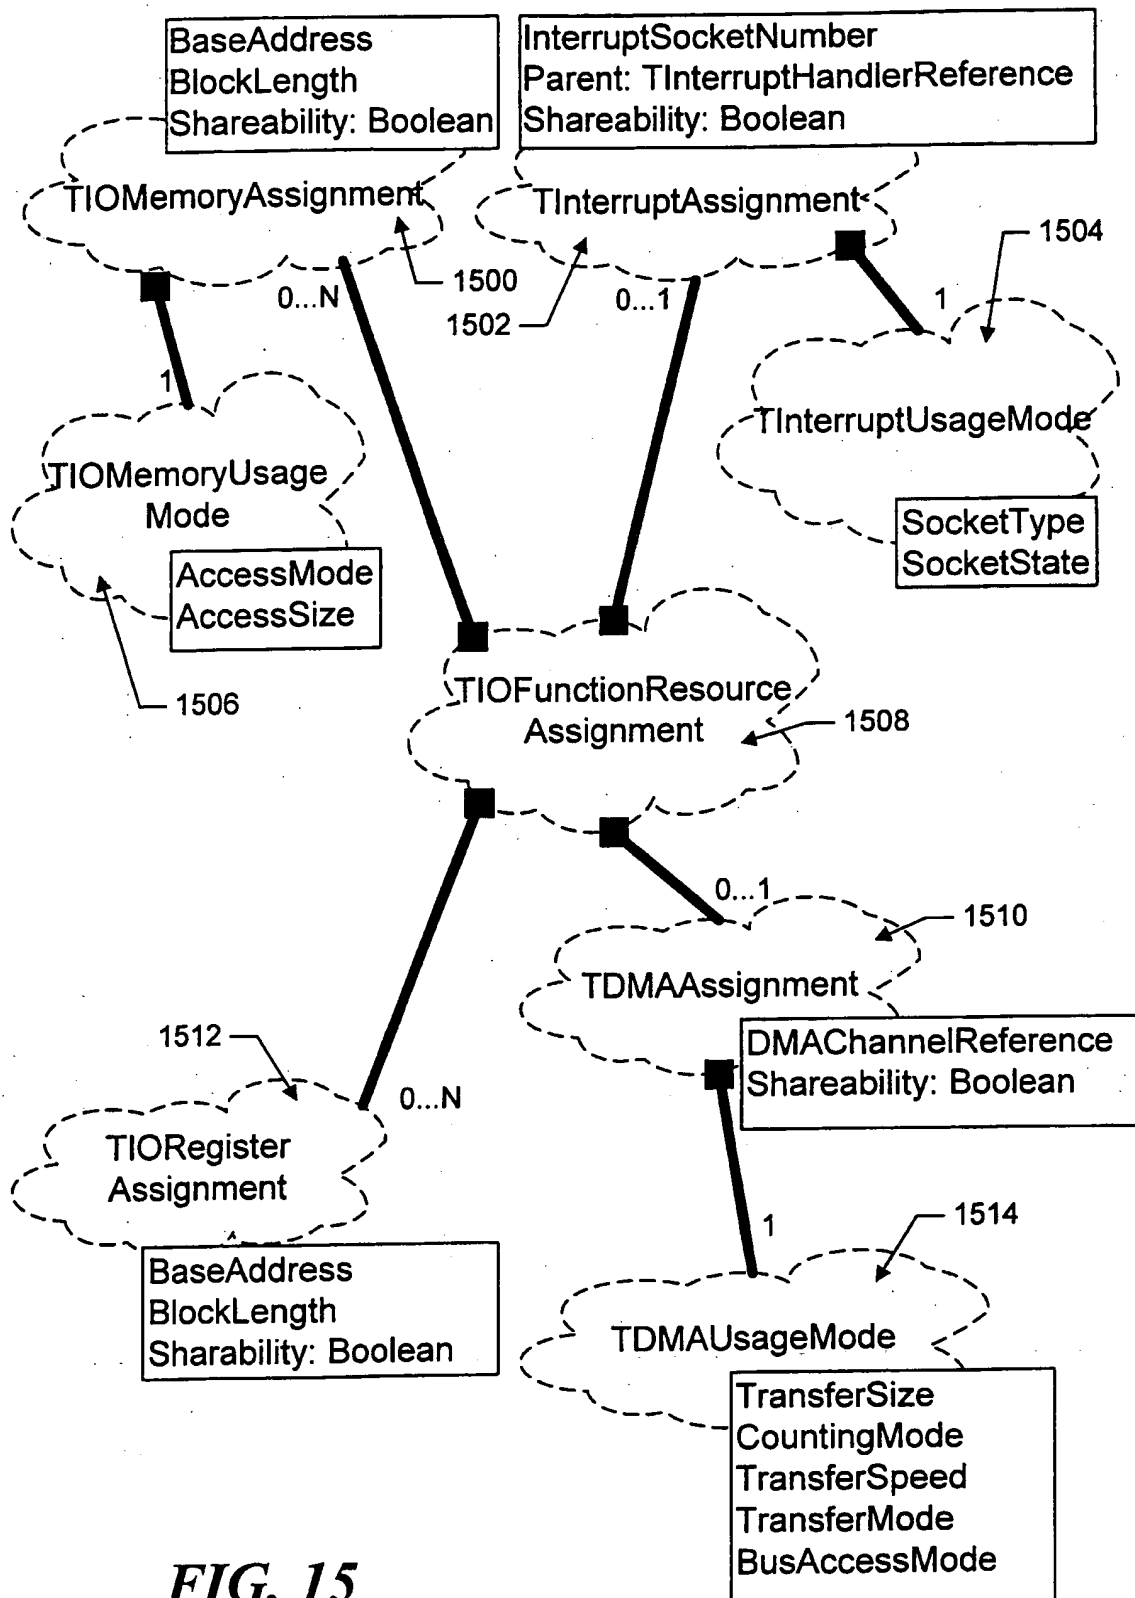 BaseAddress
BlockLength
Shareability: Boolean
InterruptSocketNumber
Parent: TInterruptHandlerReference
Shareability: Boolean
TIOMemoryAssignment
TInterruptAssignment
1500
1502
1504
0...N
0...1
1
1
TIOMemoryUsage
Mode
AccessMode
AccessSize
1506
TInterruptUsageMode
SocketType
SocketState
TIOFunctionResource
Assignment
1508
0...1
1510
TDMAAssignment
DMAChannelReference
Shareability: Boolean
1512
0...N
TIORegister
Assignment
BaseAddress
BlockLength
Sharability: Boolean
1
1514
TDMAUsageMode
TransferSize
CountingMode
TransferSpeed
TransferMode
BusAccessMode
FIG. 15